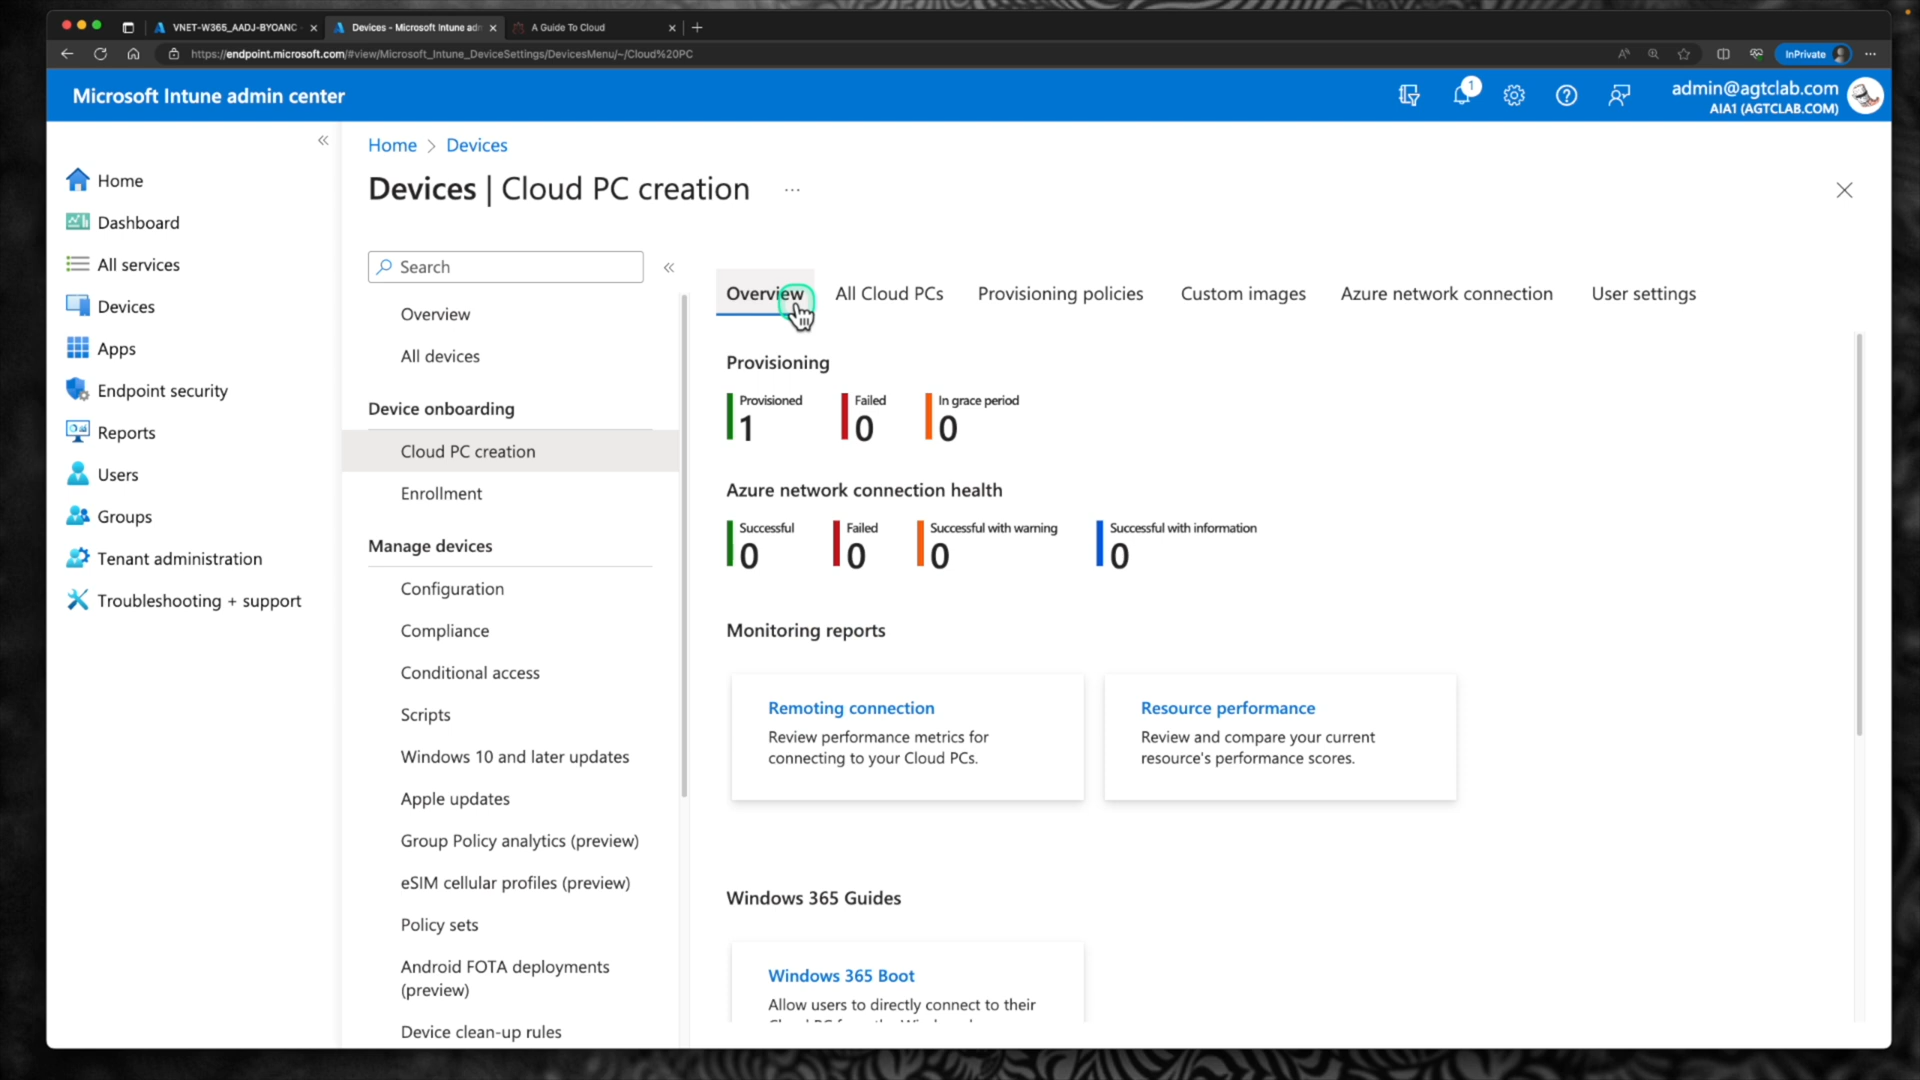 VNET-W365_AADJ-BYOANC -
Devices - Microsoft Intune adm
A Guide To Cloud
https://endpoint.microsoft.com/#view/Microsoft_Intune_DeviceSettings/DevicesMenu/~/Cloud%20PC
InPrivate
Microsoft Intune admin center
1
admin@agtclab.com
AIA1 (AGTCLAB.COM)
Home
Dashboard
All services
Devices
Apps
Endpoint security
Reports
Users
Groups
Tenant administration
Troubleshooting + support
Home > Devices
Devices | Cloud PC creation ...
Search
Overview
All devices
Device onboarding
Cloud PC creation
Enrollment
Manage devices
Configuration
Compliance
Conditional access
Scripts
Windows 10 and later updates
Apple updates
Group Policy analytics (preview)
eSIM cellular profiles (preview)
Policy sets
Android FOTA deployments
(preview)
Device clean-up rules
Overview All Cloud PCs Provisioning policies Custom images Azure network connection User settings
Provisioning
Provisioned Failed In grace period
1 0 0
Azure network connection health
Successful Failed Successful with warning Successful with information
0 0 0 0
Monitoring reports
Remoting connection
Review performance metrics for
connecting to your Cloud PCs.
Resource performance
Review and compare your current
resource's performance scores.
Windows 365 Guides
Windows 365 Boot
Allow users to directly connect to their